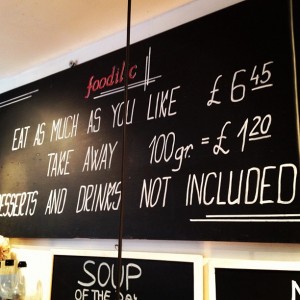 foodilic
EAT AS MUCH AS YOU LIKE £ 6 45
TAKE AWAY 100gr. = £ 1 20
DESSERTS AND DRINKS NOT INCLUDED
SOUP
OF THE DAY